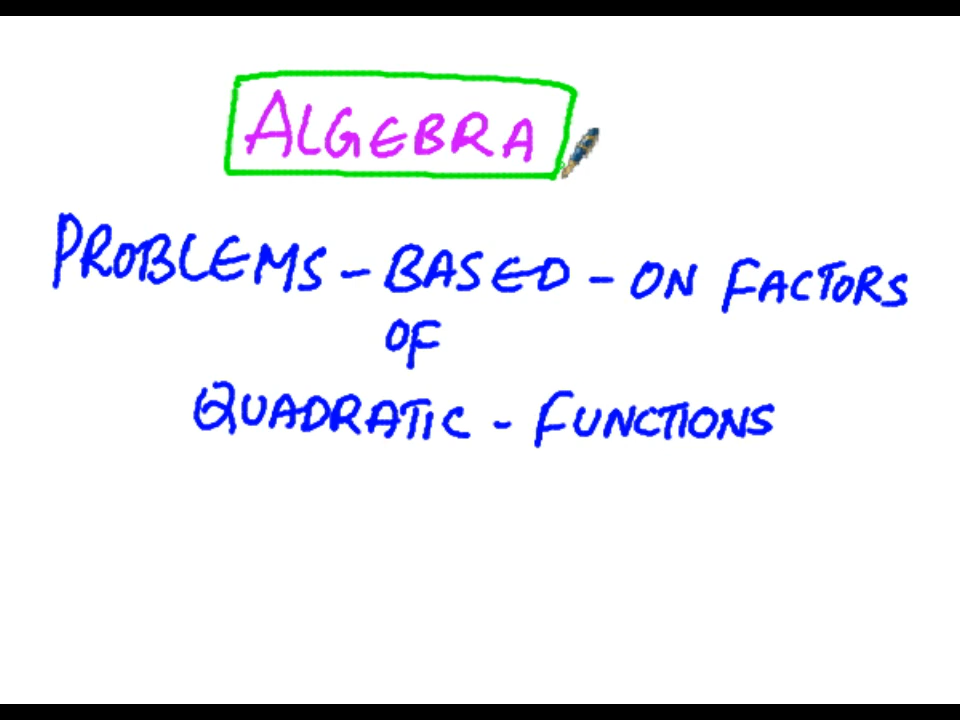 ALGEBRA
PROBLEMS - BASED - ON FACTORS
OF
QUADRATIC - FUNCTIONS